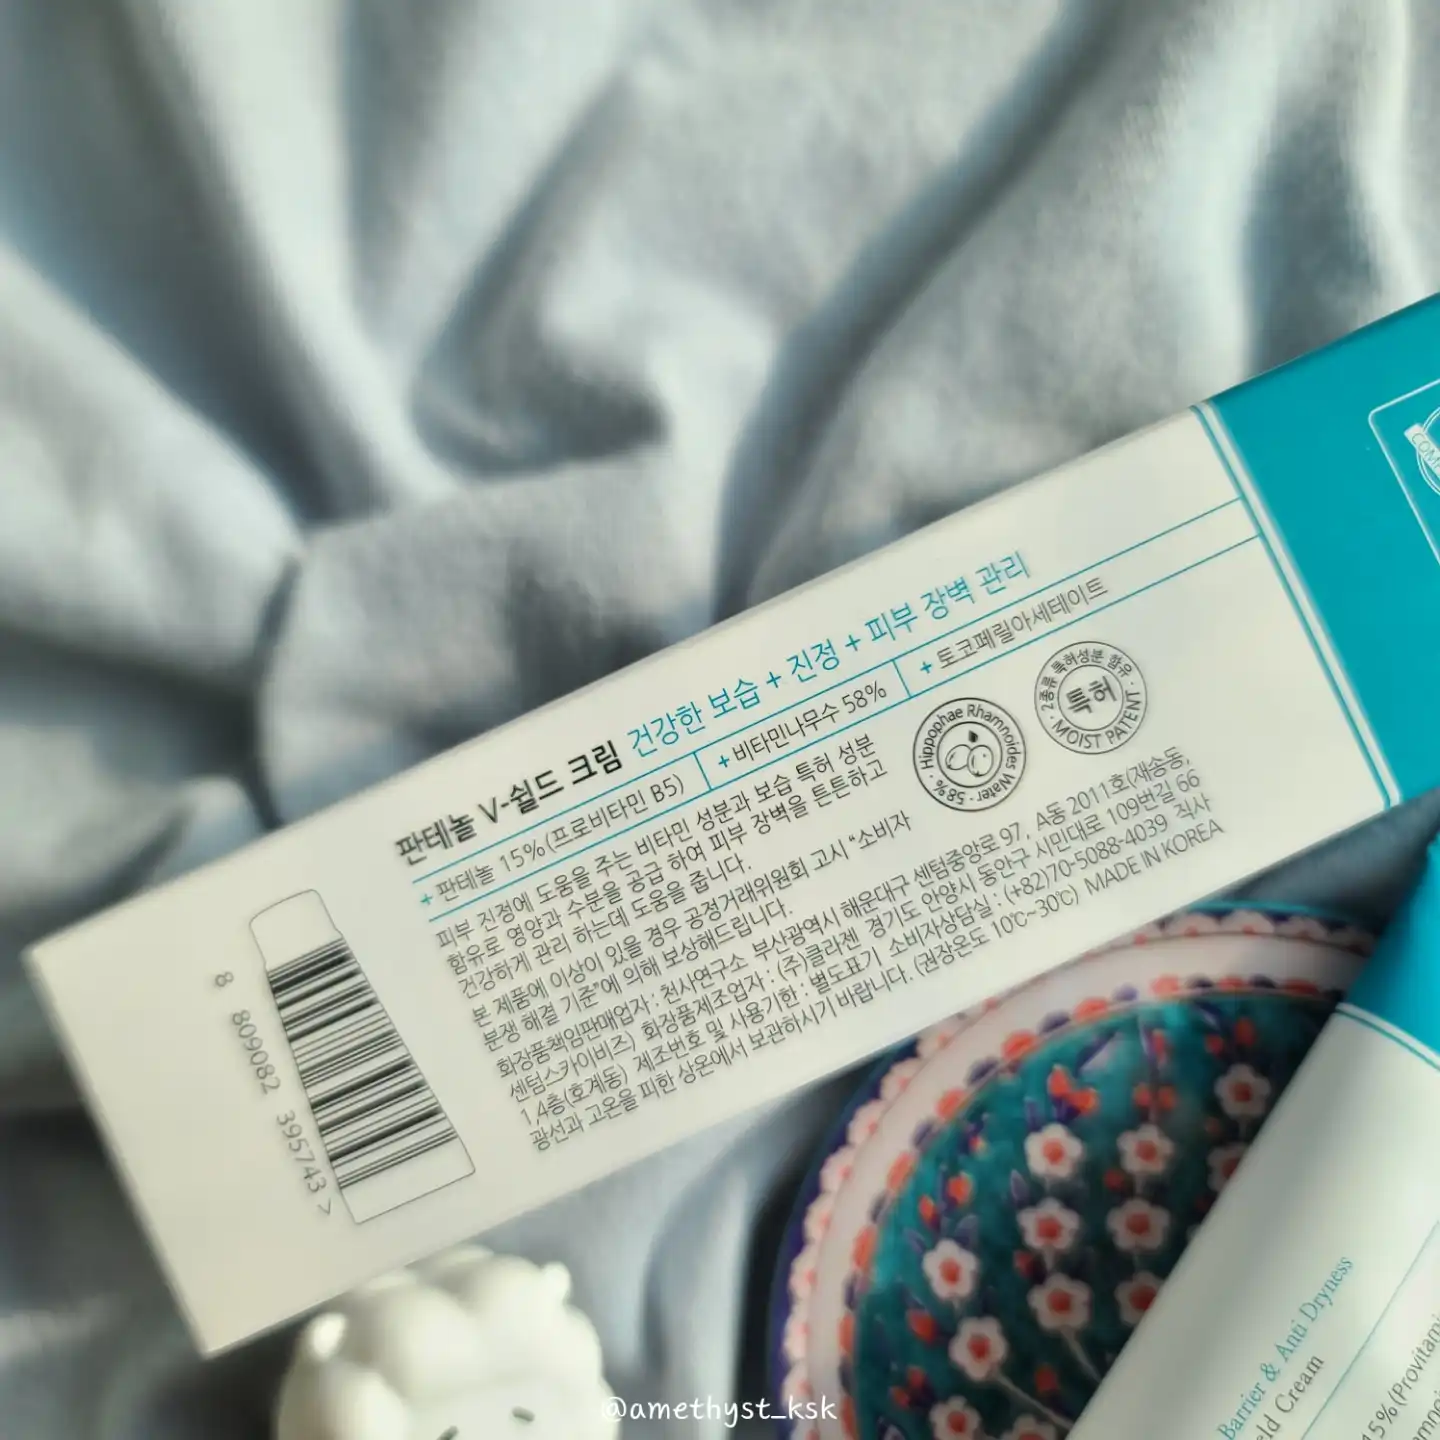 판테놀 V-쉴드 크림 건강한 보습 + 진정 + 피부 장벽 관리
+ 판테놀 15%(프로비타민 B5) + 비타민나무수 58% + 토코페릴아세테이트
피부 진정에 도움을 주는 비타민 성분과 보습 특허 성분
함유로 영양과 수분을 공급 하여 피부 장벽을 튼튼하고
건강하게 관리 하는데 도움을 줍니다.
본 제품에 이상이 있을 경우 공정거래위원회 고시 "소비자
분쟁 해결 기준"에 의해 보상해드립니다.
화장품책임판매업자 : 천사연구소 부산광역시 해운대구 센텀중앙로 97, A동 2011호(재송동,
센텀스카이비즈) 화장품제조업자 : (주)클라젠 경기도 안양시 동안구 시민대로 109번길 66
1,4층(호계동) 제조번호 및 사용기한 : 별도표기 소비자상담실 : (+82)70-5088-4039 직사
광선과 고온을 피한 상온에서 보관하시기 바랍니다. (권장온도 10℃~30℃) MADE IN KOREA
Hippophae Rhamnoides Water · 58% ·
2종류 특허성분 함유 · MOIST PATENT ·
특허
8 809082 395743 >
Barrier & Anti Dryness
Cream
@amethyst_ksk